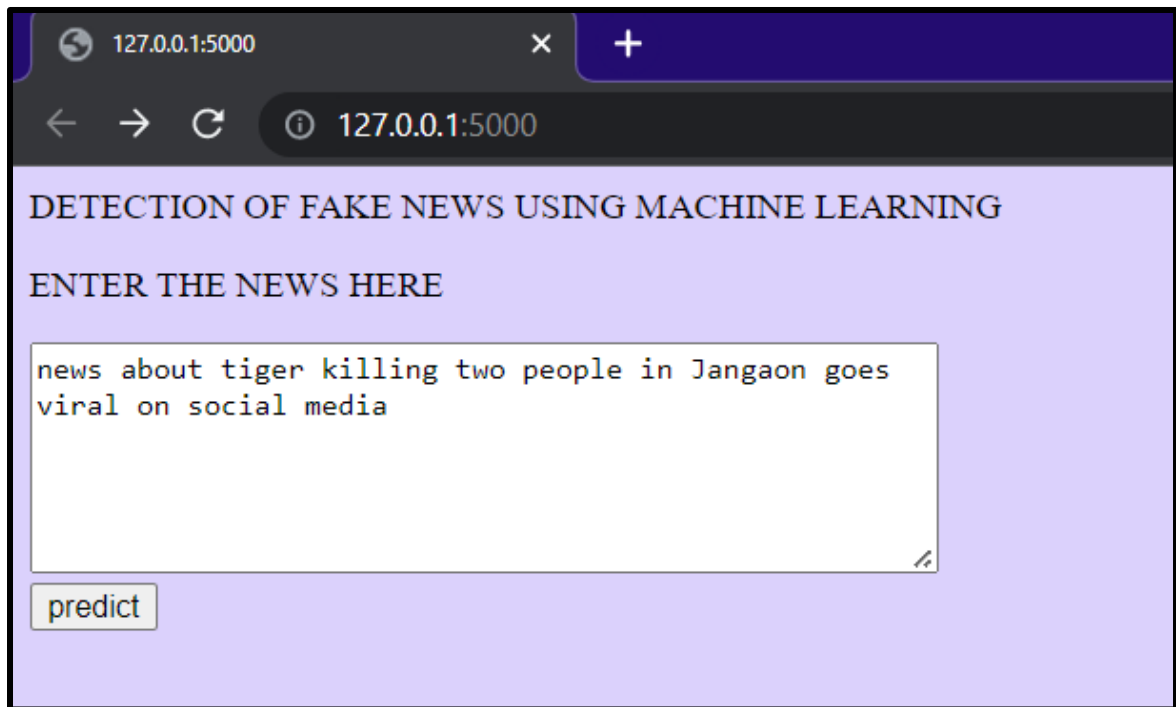 127.0.0.1:5000
127.0.0.1:5000
DETECTION OF FAKE NEWS USING MACHINE LEARNING
ENTER THE NEWS HERE
news about tiger killing two people in Jangaon goes
viral on social media
predict